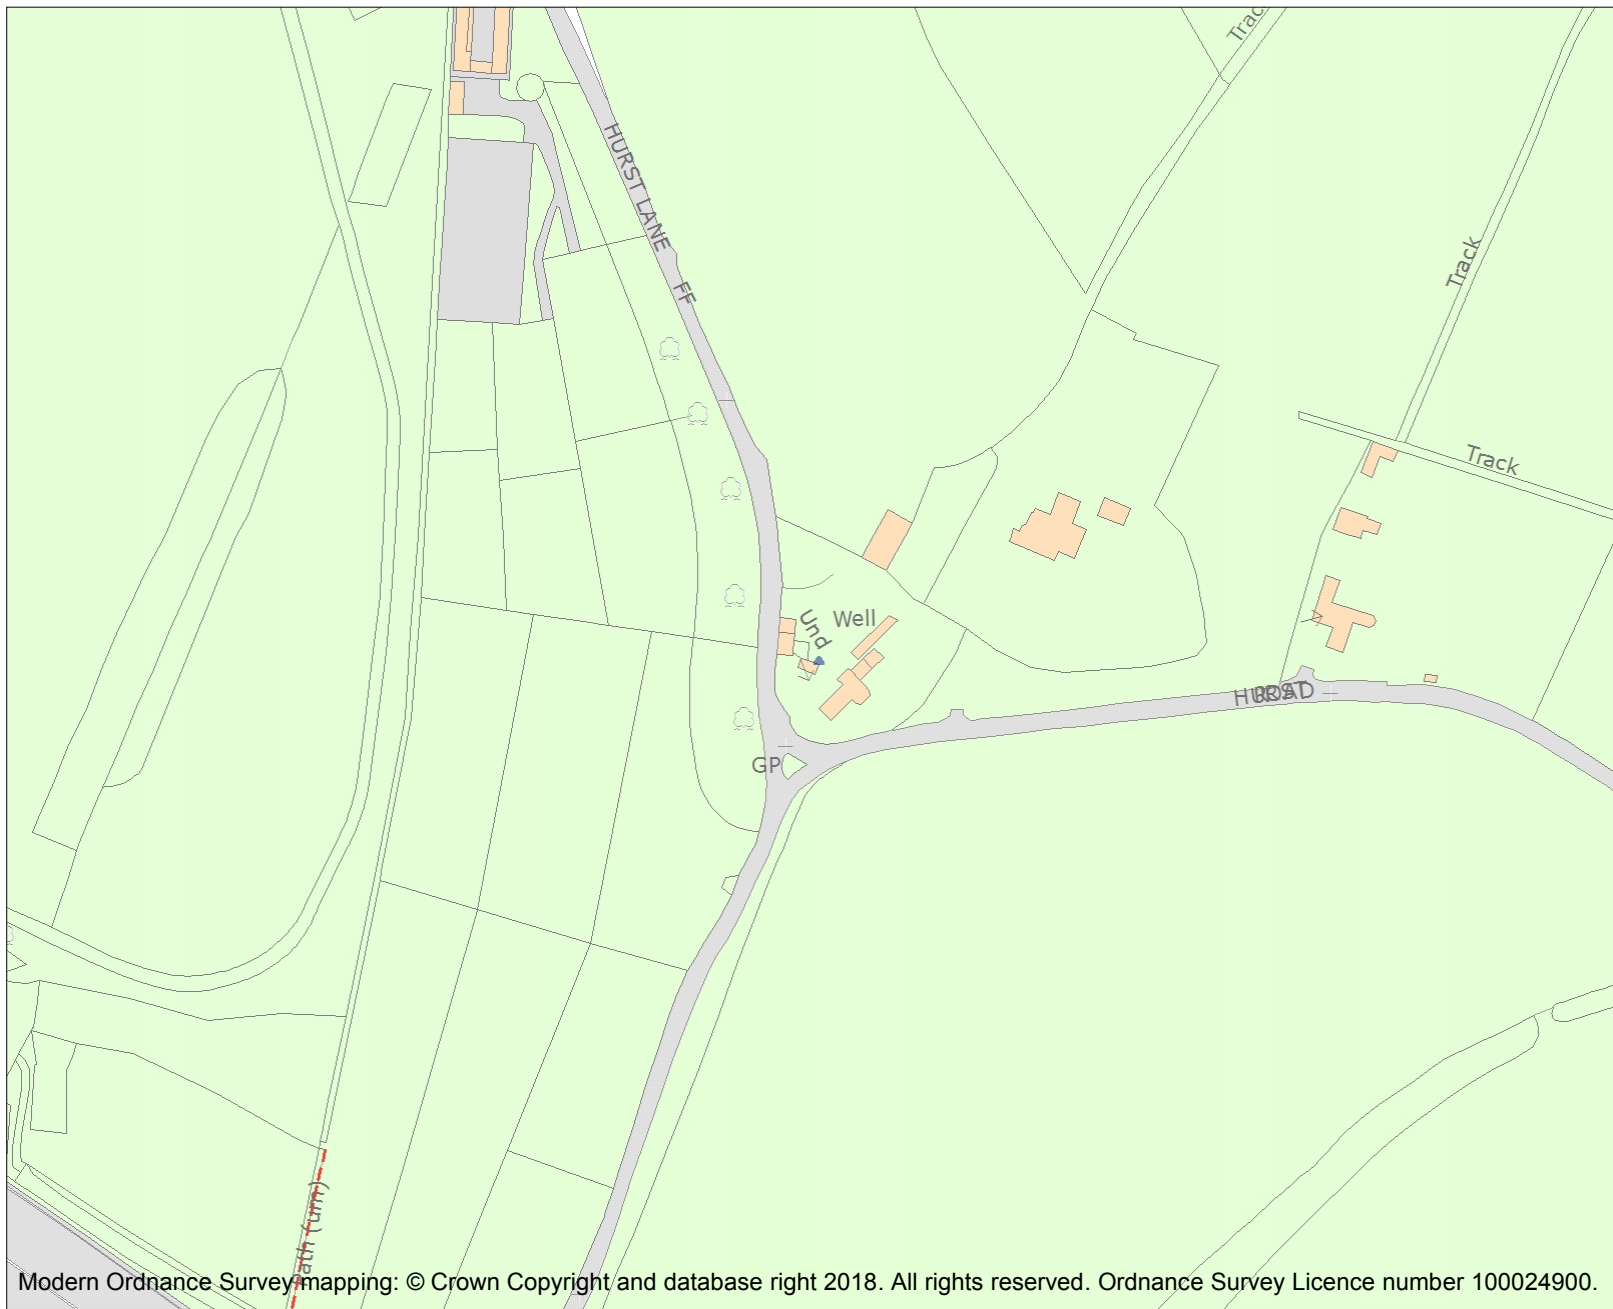 Trac
HURST LANE
Track
FF
Track
Und
Well
HURST
ROAD
GP
ath (um)
Modern Ordnance Survey mapping: © Crown Copyright and database right 2018. All rights reserved. Ordnance Survey Licence number 100024900.